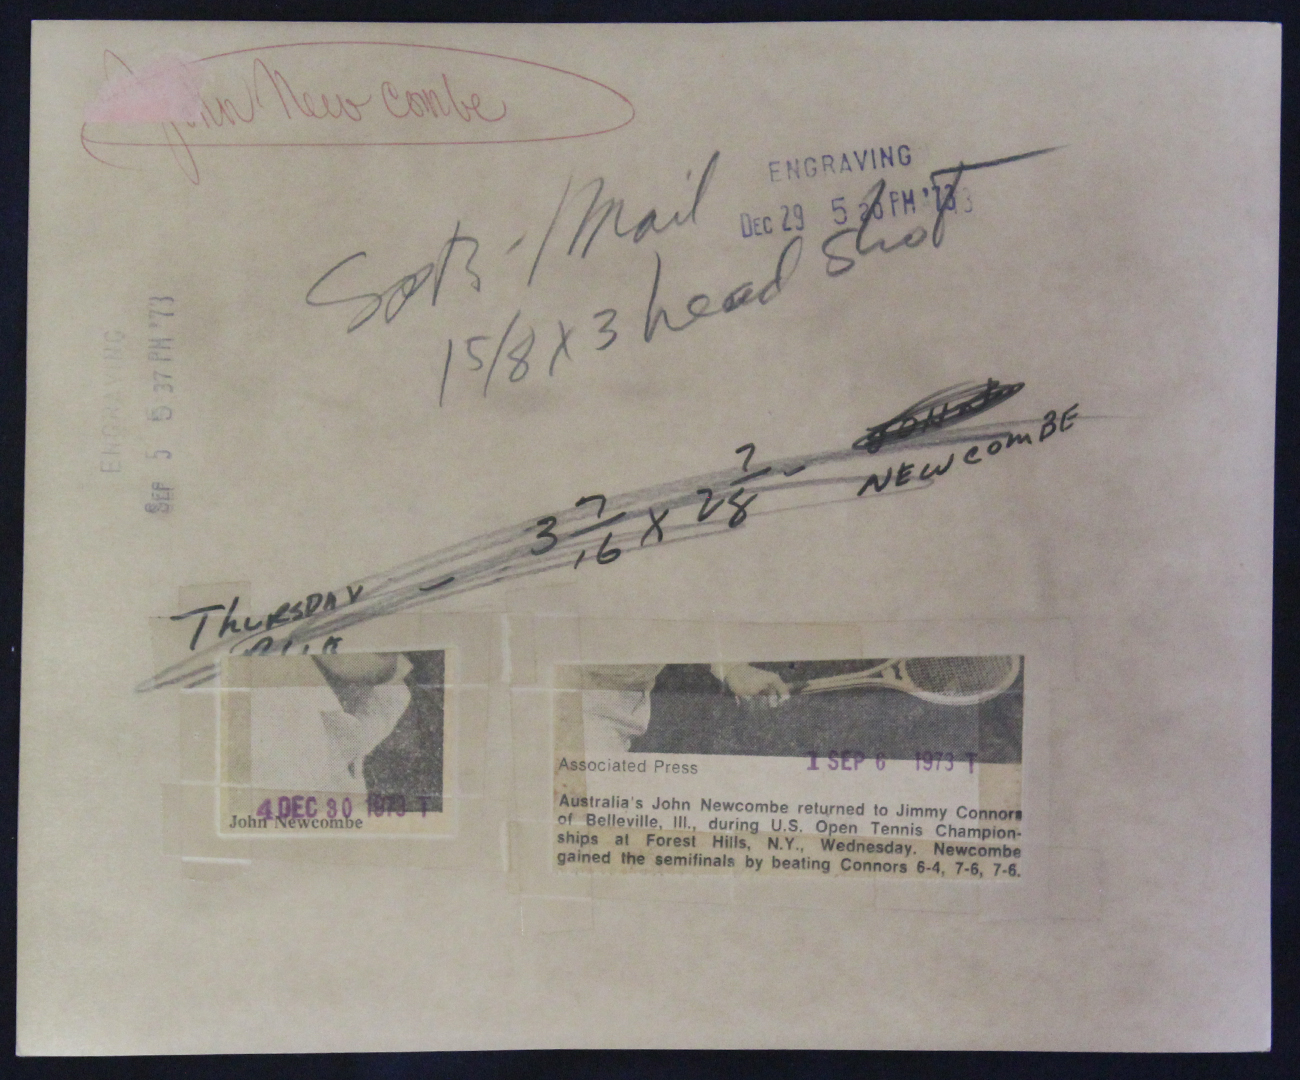 John Newcombe
ENGRAVING
DEC 29 5 PM '73
Mail
1 5/8 X 3 head Shot
ENGRAVING
SEP 5 6 37 PM '73
JOHN
NEWCOMBE
3 7/16 X 2 7/8 -
THURSDAY -
4 DEC 30 1973 T
John Newcombe
Associated Press
1 SEP 6 1973 T
Australia's John Newcombe returned to Jimmy Connors
of Belleville, Ill., during U.S. Open Tennis Champion-
ships at Forest Hills, N.Y., Wednesday. Newcombe
gained the semifinals by beating Connors 6-4, 7-6, 7-6.